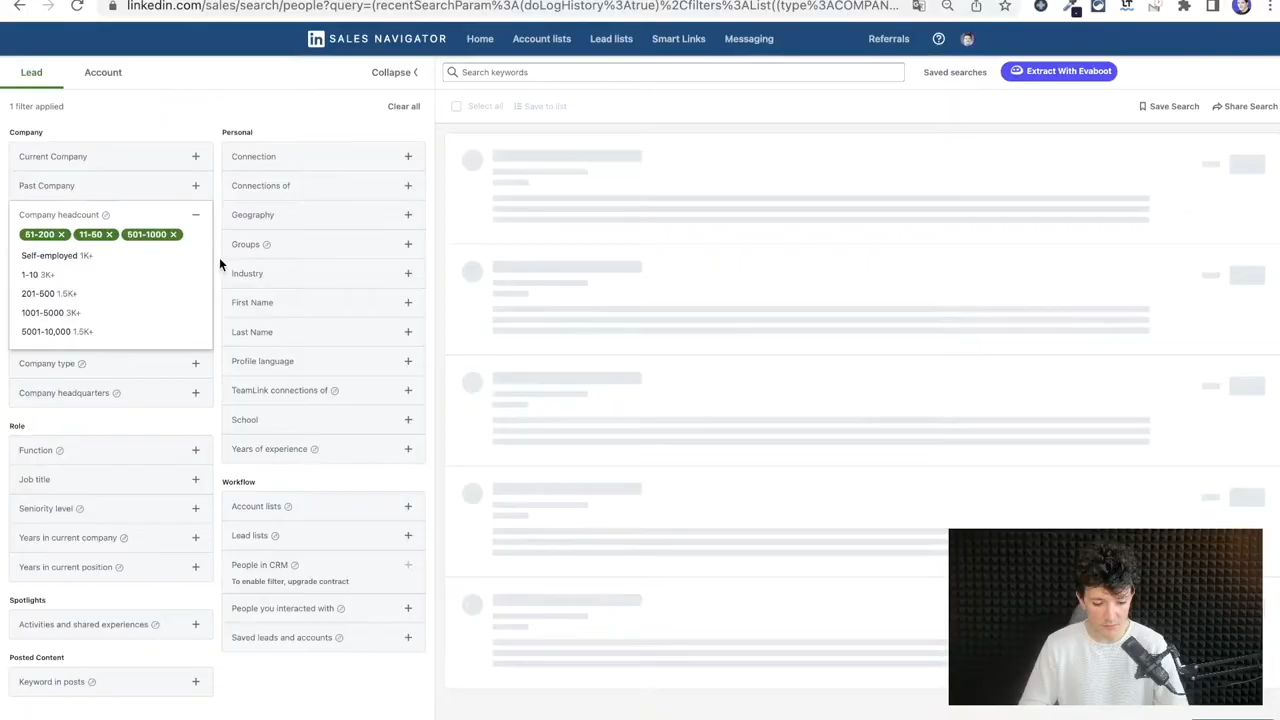 linkedin.com/sales/search/people?query=(recentSearchParam%3A(doLogHistory%3Atrue)%2Cfilters%3AList((type%3ACOMPAN...
in SALES NAVIGATOR Home Account lists Lead lists Smart Links Messaging Referrals
Lead Account Collapse
Search keywords Saved searches Extract With Evaboot
1 filter applied Clear all
Select all Save to list Save Search Share Search
Company
Current Company
Past Company
Company headcount
51-200 11-50 501-1000
Self-employed 1K+
1-10 3K+
201-500 1.5K+
1001-5000 3K+
5001-10,000 1.5K+
Company type
Company headquarters
Role
Function
Job title
Seniority level
Years in current company
Years in current position
Spotlights
Activities and shared experiences
Posted Content
Keyword in posts
Personal
Connection
Connections of
Geography
Groups
Industry
First Name
Last Name
Profile language
TeamLink connections of
School
Years of experience
Workflow
Account lists
Lead lists
People in CRM
To enable filter, upgrade contract
People you interacted with
Saved leads and accounts